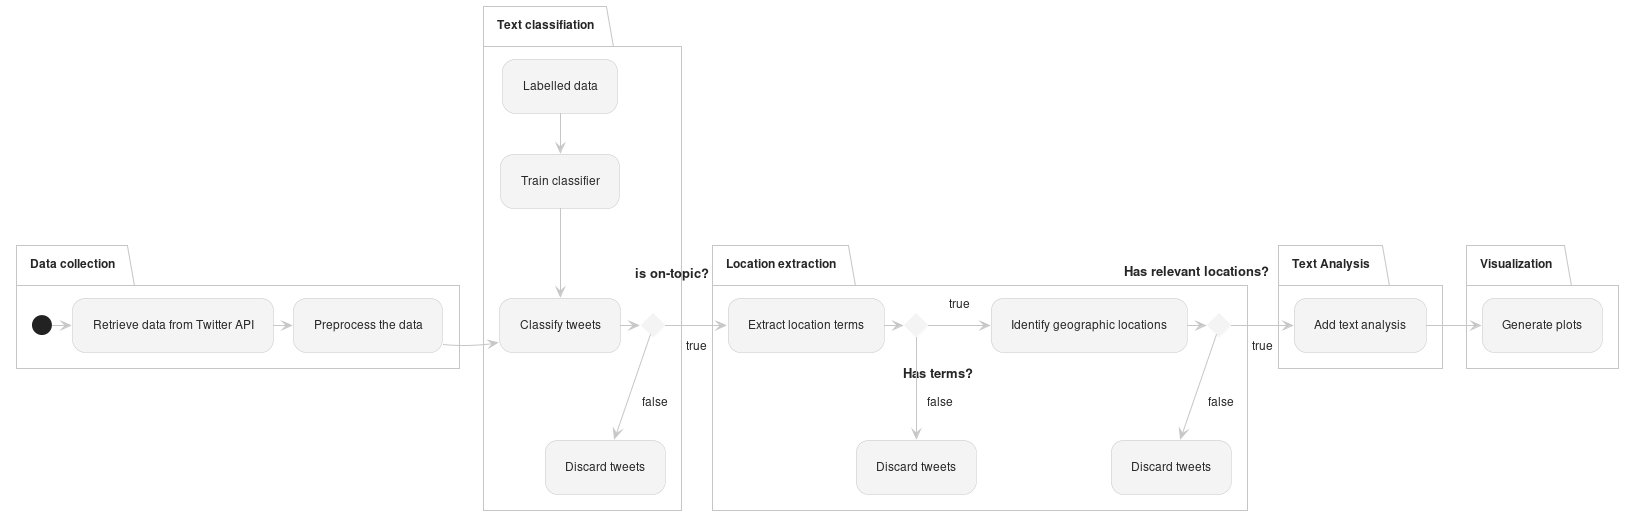 Text classifiation
Labelled data
Train classifier
Data collection
Retrieve data from Twitter API
Preprocess the data
Classify tweets
is on-topic?
true
false
Discard tweets
Location extraction
Extract location terms
true
Has terms?
false
Discard tweets
Identify geographic locations
Has relevant locations?
true
false
Discard tweets
Text Analysis
Add text analysis
Visualization
Generate plots